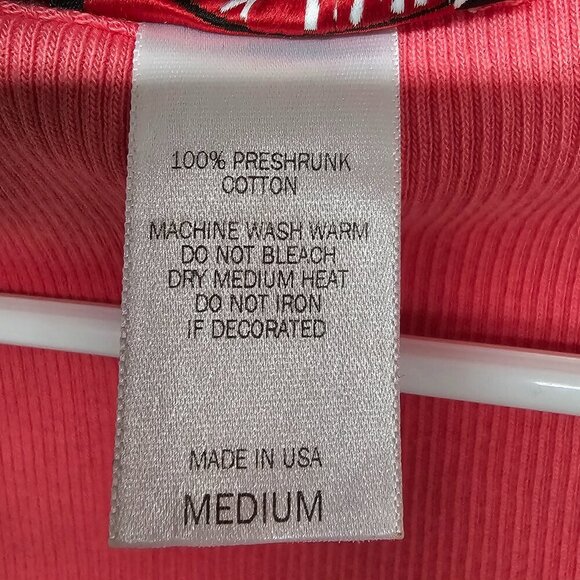 100% PRESHRUNK
COTTON
MACHINE WASH WARM
DO NOT BLEACH
DRY MEDIUM HEAT
DO NOT IRON
IF DECORATED
MADE IN USA
MEDIUM